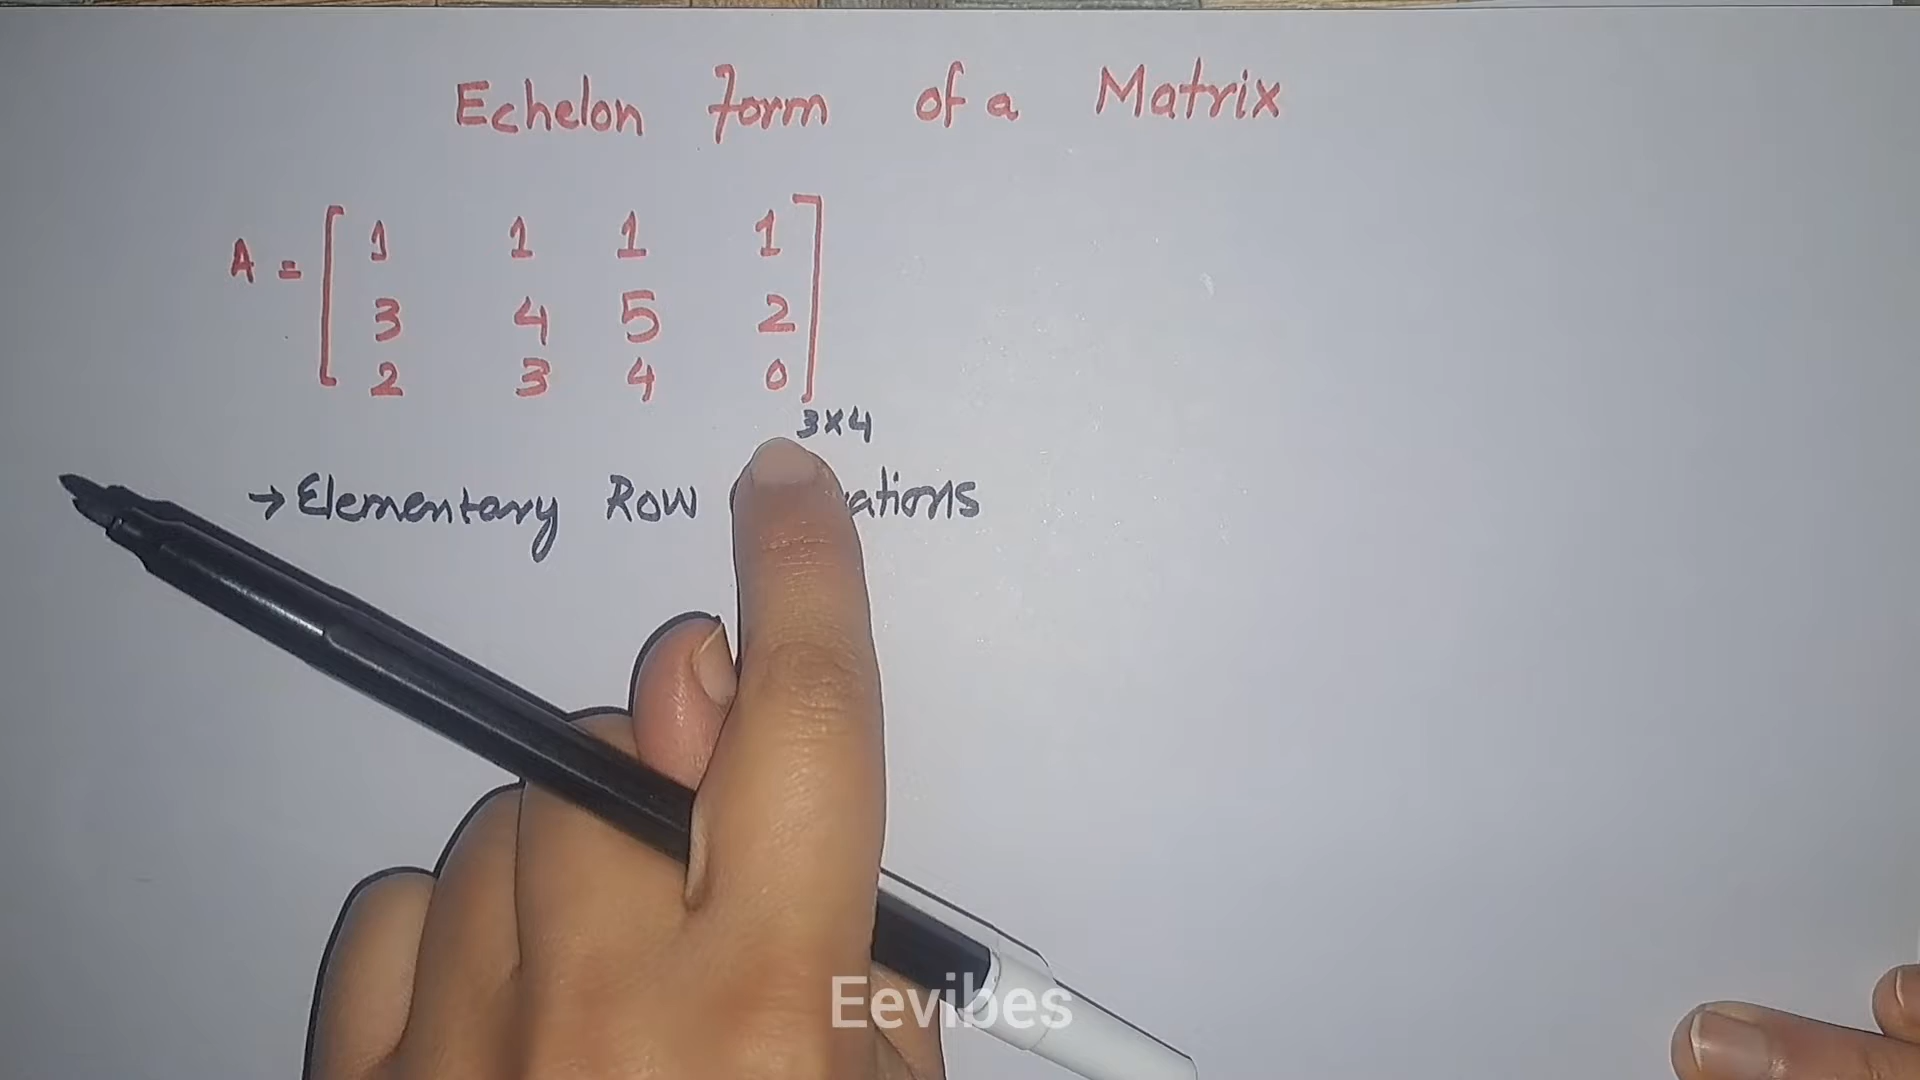 Echelon form of a Matrix
A = [ 1 1 1 1
3 4 5 2
2 3 4 0 ]
3×4
→ Elementary Row ations
Eevibes